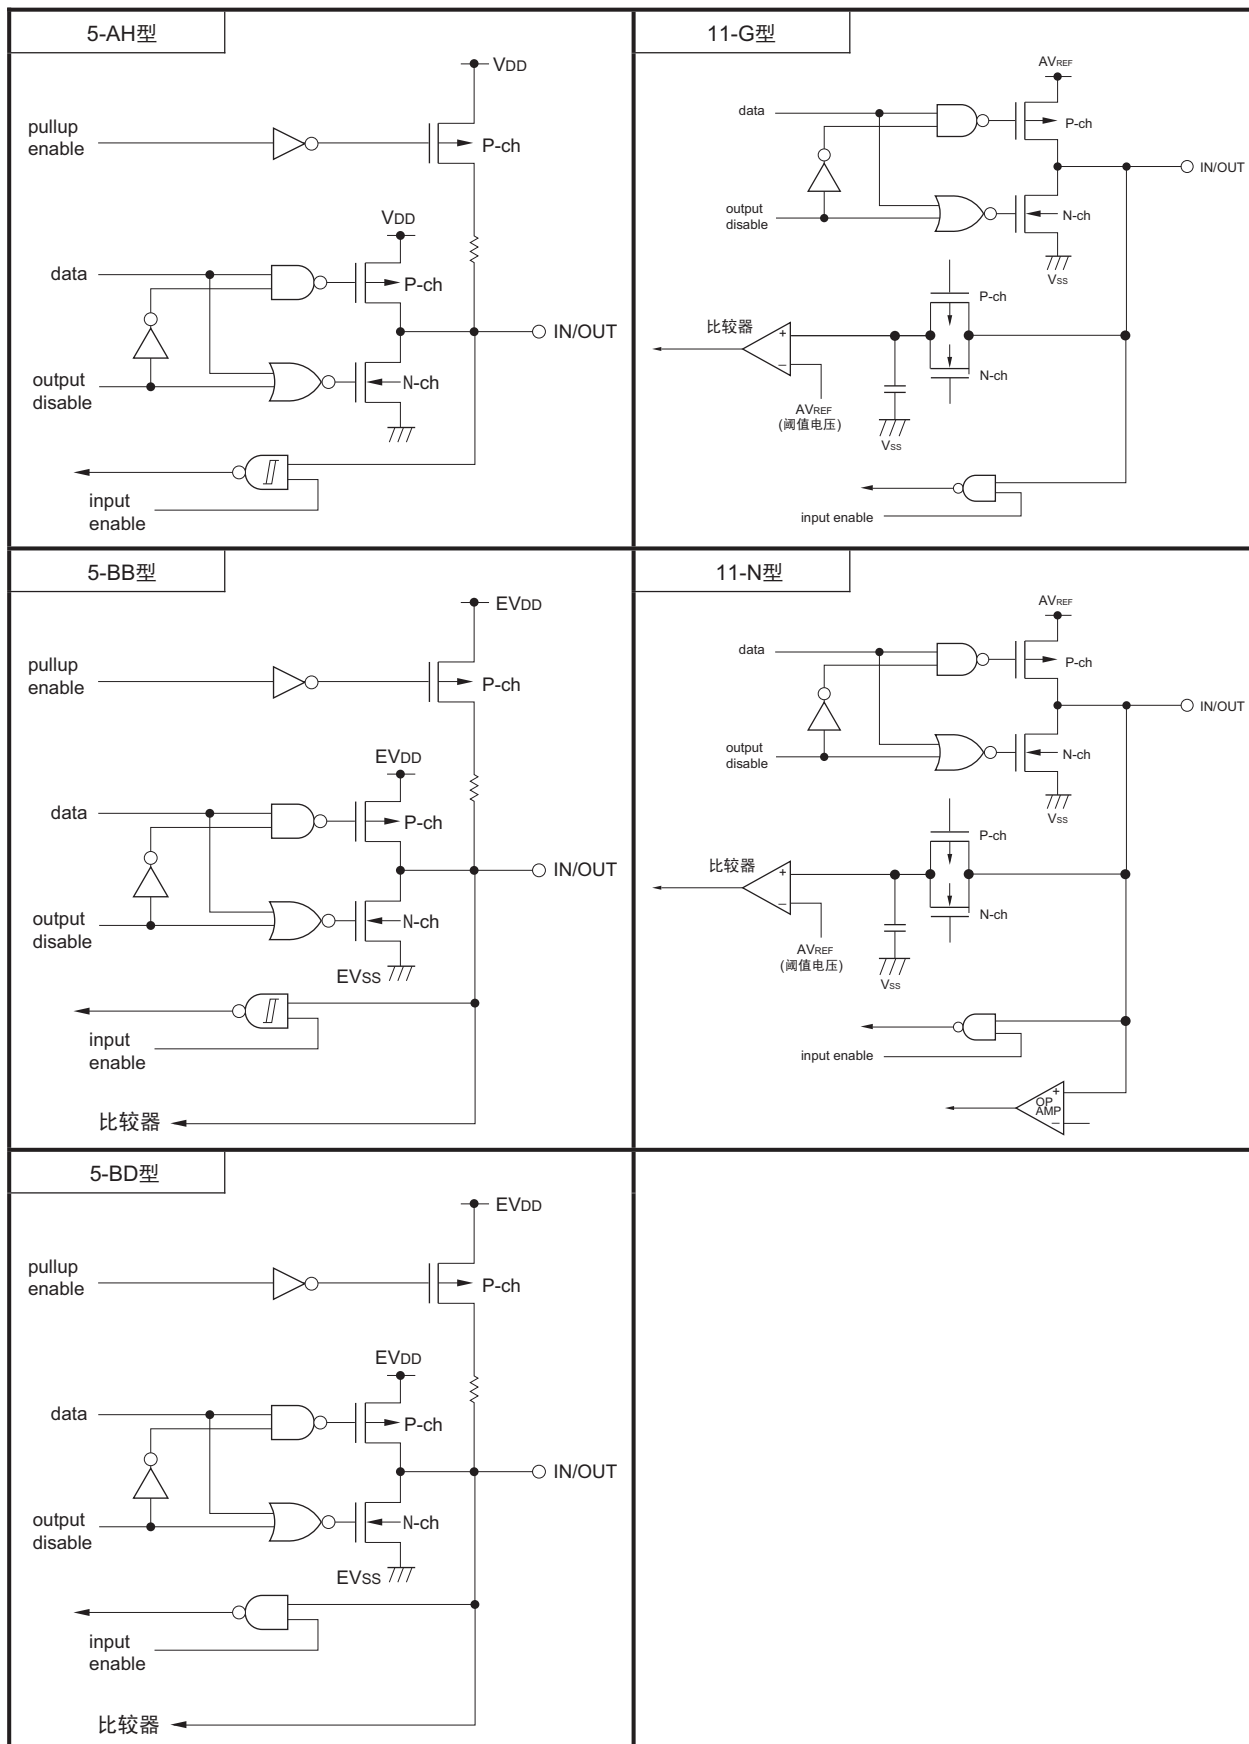 5-AH型
VDD
pullup
enable
P-ch
VDD
data
P-ch
IN/OUT
output
disable
N-ch
input
enable
11-G型
AVREF
data
P-ch
IN/OUT
output
disable
N-ch
VSS
P-ch
比较器
+
−
N-ch
AVREF
(阈值电压)
VSS
input enable
5-BB型
EVDD
pullup
enable
P-ch
EVDD
data
P-ch
IN/OUT
output
disable
N-ch
EVSS
input
enable
比较器
11-N型
AVREF
data
P-ch
IN/OUT
output
disable
N-ch
VSS
P-ch
比较器
+
−
N-ch
AVREF
(阈值电压)
VSS
input enable
+
OP
AMP
−
5-BD型
EVDD
pullup
enable
P-ch
EVDD
data
P-ch
IN/OUT
output
disable
N-ch
EVSS
input
enable
比较器